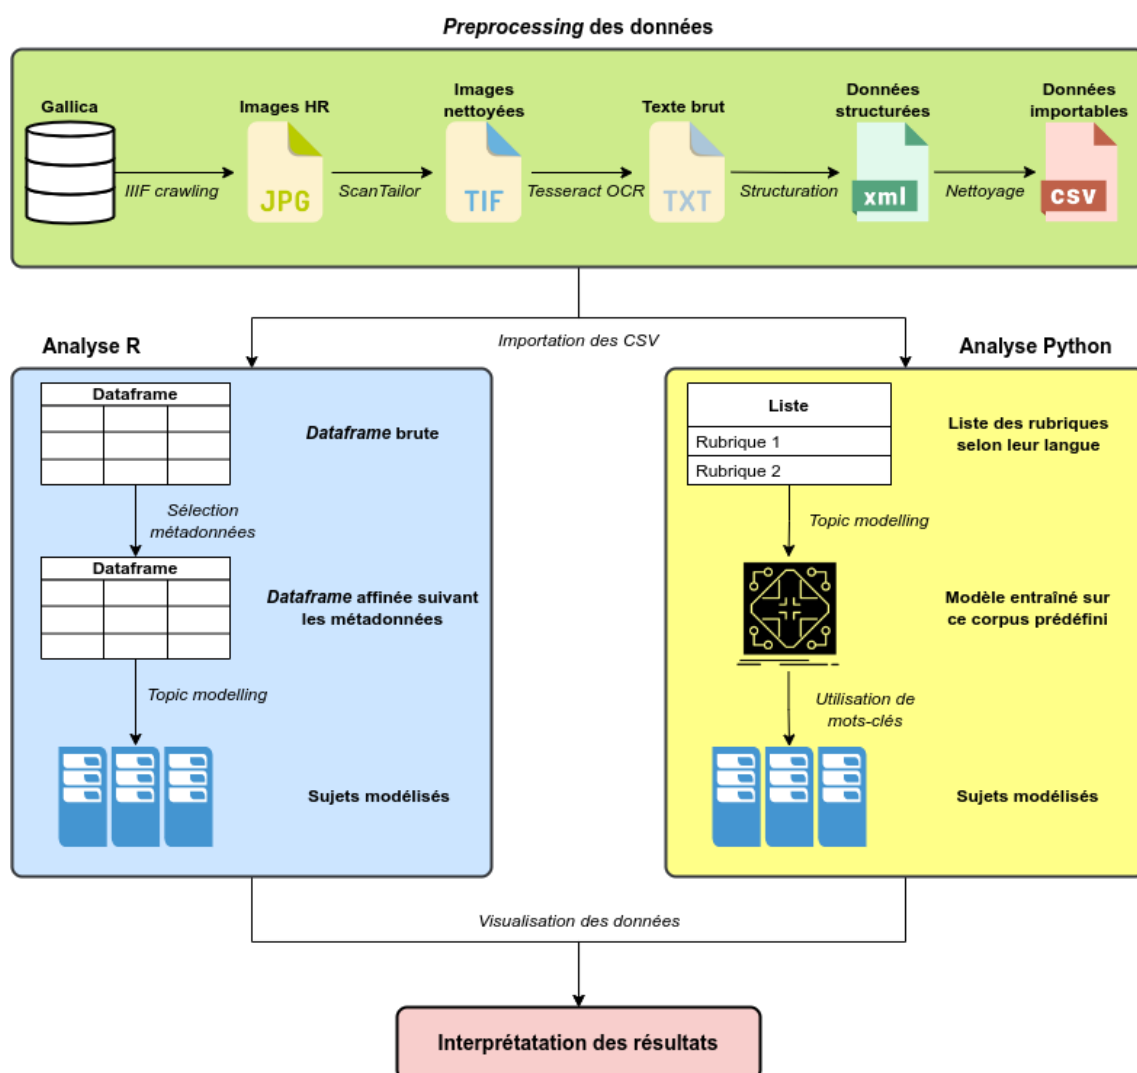 Preprocessing des données
Gallica
Images HR
Images
nettoyées
Texte brut
Données
structurées
Données
importables
JPG
TIF
TXT
xml
csv
IIIF crawling
ScanTailor
Tesseract OCR
Structuration
Nettoyage
Importation des CSV
Analyse R
Dataframe
Dataframe brute
Sélection
métadonnées
Dataframe
Dataframe affinée suivant
les métadonnées
Topic modelling
Sujets modélisés
Analyse Python
Liste
Rubrique 1
Rubrique 2
Liste des rubriques
selon leur langue
Topic modelling
Modèle entraîné sur
ce corpus prédéfini
Utilisation de
mots-clés
Sujets modélisés
Visualisation des données
Interprétatation des résultats